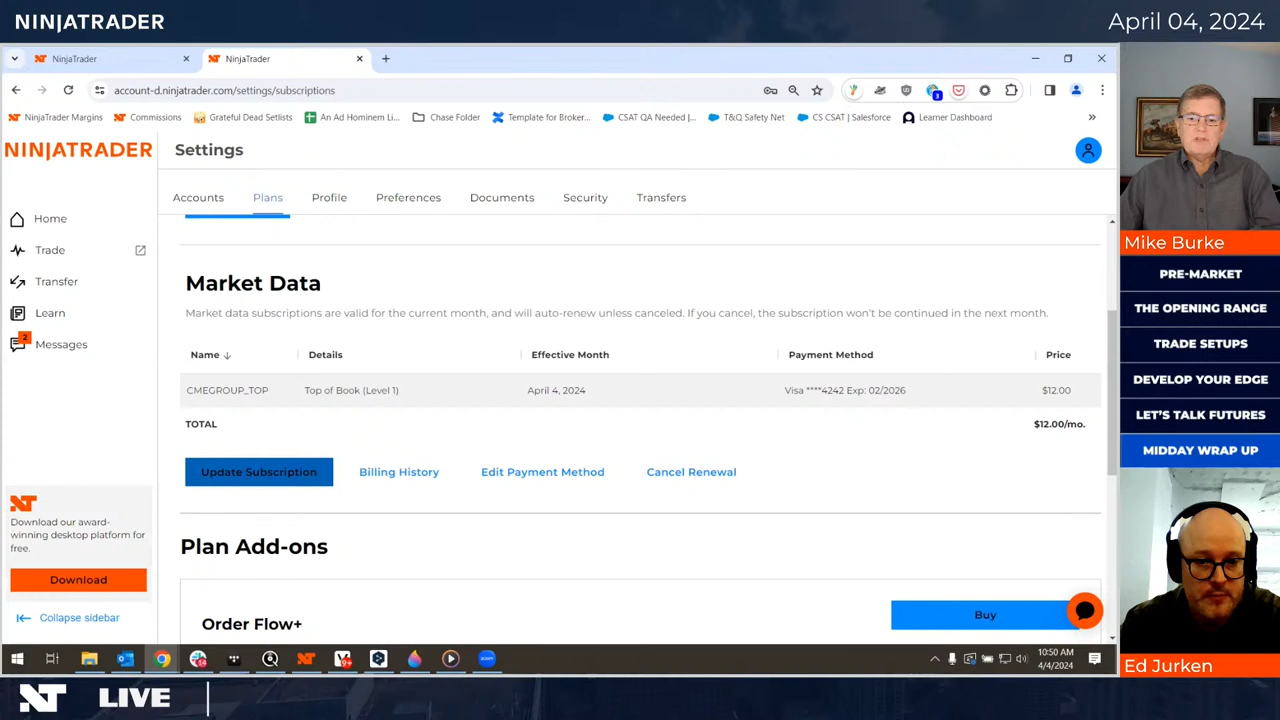 NINJATRADER
April 04, 2024
NinjaTrader
NinjaTrader
account-d.ninjatrader.com/settings/subscriptions
3
NinjaTrader Margins
Commissions
Grateful Dead Setlists
An Ad Hominem Li...
Chase Folder
Template for Broker...
CSAT QA Needed |...
T&Q Safety Net
CS CSAT | Salesforce
Learner Dashboard
NINJATRADER
Settings
Accounts
Plans
Profile
Preferences
Documents
Security
Transfers
Home
Trade
Transfer
Learn
2
Messages
Download our award-
winning desktop platform for
free.
Download
Collapse sidebar
Market Data
Market data subscriptions are valid for the current month, and will auto-renew unless canceled. If you cancel, the subscription won't be continued in the next month.
Name
Details
Effective Month
Payment Method
Price
CMEGROUP_TOP
Top of Book (Level 1)
April 4, 2024
Visa ****4242 Exp: 02/2026
$12.00
TOTAL
$12.00/mo.
Update Subscription
Billing History
Edit Payment Method
Cancel Renewal
Plan Add-ons
Order Flow+
Buy
10:50 AM
4/4/2024
Mike Burke
PRE-MARKET
THE OPENING RANGE
TRADE SETUPS
DEVELOP YOUR EDGE
LET'S TALK FUTURES
MIDDAY WRAP UP
Ed Jurken
LIVE